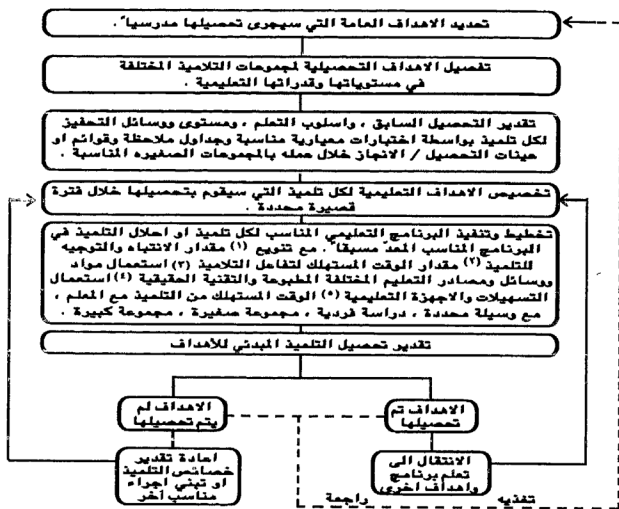 تحديد الاهداف العامة التي سيجرى تحصيلها مدرسياً .
تفصيل الاهداف التحصيلية لمجموعات التلاميذ المختلفة
في مستوياتها وقدراتها التعليمية .
تقدير التحصيل السابق ، واسلوب التعلم ، ومستوى ووسائل التحفيز
لكل تلميذ بواسطة اختبارات معيارية مناسبة وجداول ملاحظة وقوائم او
عينات التحصيل / الانجاز خلال عمله بالمجموعات الصغيره المناسبة .
تخصيص الاهداف التعليمية لكل تلميذ التي سيقوم بتحصيلها خلال فترة
قصيرة محددة .
تخطيط وتنفيذ البرنامج التعليمي المناسب لكل تلميذ او احلال التلميذ في
البرنامج المناسب المعدّ مسبقاً . مع تنويع (١) مقدار الانتباه والتوجيه
للتلميذ (٢) مقدار الوقت المستهلك لتفاعل التلاميذ (٣) استعمال مواد
ووسائل ومصادر التعليم المختلفة المطبوعة والتقنية الحقيقية (٤) استعمال
التسهيلات والاجهزة التعليمية (٥) الوقت المستهلك من التلميذ مع المعلم ،
مع وسيلة محددة ، دراسة فردية ، مجموعة صغيرة ، مجموعة كبيرة .
تقدير تحصيل التلميذ المبدئي للأهداف
الاهداف تم
تحصيلها
الاهداف لم
يتم تحصيلها
الانتقال الى
تعلم برنامج
واهداف اخرى
اعادة تقدير
خصائص التلميذ
او تبني اجراء
مناسب آخر
تغذيه راجعة